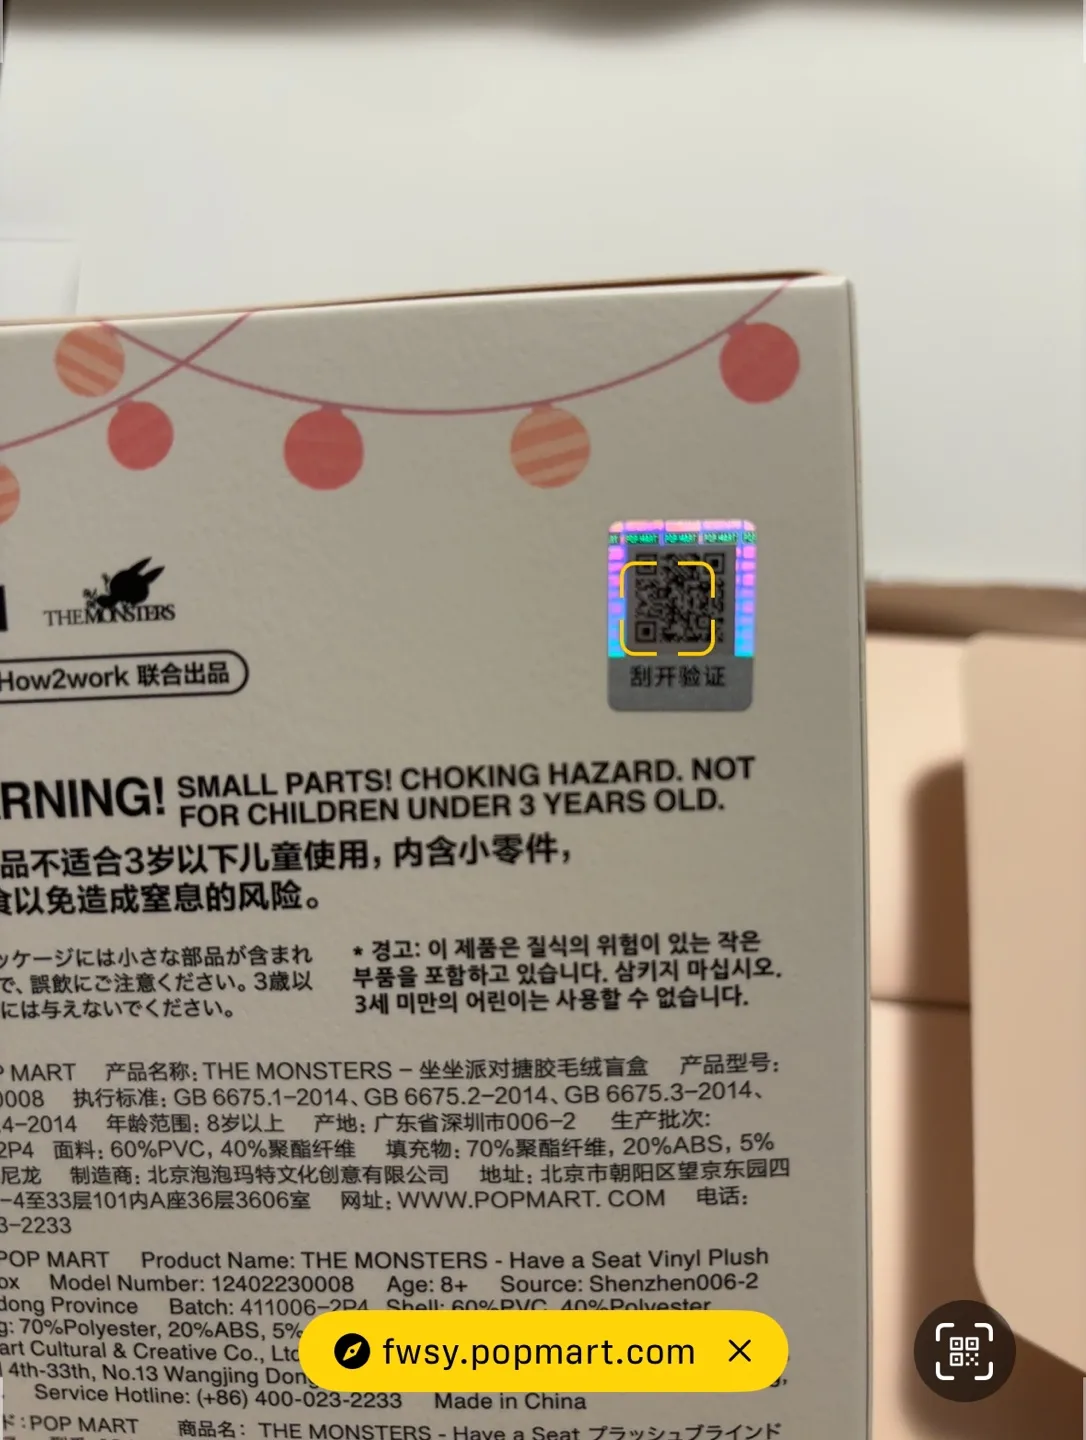 POP MART POP MART POP MART
THE MONSTERS
How2work 联合出品
刮开验证
RNING! SMALL PARTS! CHOKING HAZARD. NOT
FOR CHILDREN UNDER 3 YEARS OLD.
品不适合3岁以下儿童使用，内含小零件，
食以免造成窒息的风险。
ッケージには小さな部品が含まれ
で、誤飲にご注意ください。3歳以
には与えないでください。
* 경고: 이 제품은 질식의 위험이 있는 작은
부품을 포함하고 있습니다. 삼키지 마십시오.
3세 미만의 어린이는 사용할 수 없습니다.
P MART 产品名称: THE MONSTERS – 坐坐派对搪胶毛绒盲盒 产品型号:
0008 执行标准: GB 6675.1–2014、GB 6675.2–2014、GB 6675.3–2014、
.4–2014 年龄范围: 8岁以上 产地: 广东省深圳市006–2 生产批次:
2P4 面料: 60%PVC, 40%聚酯纤维 填充物: 70%聚酯纤维, 20%ABS, 5%
尼龙 制造商: 北京泡泡玛特文化创意有限公司 地址: 北京市朝阳区望京东园四
–4至33层101内A座36层3606室 网址: WWW.POPMART. COM 电话:
3–2233
POP MART Product Name: THE MONSTERS - Have a Seat Vinyl Plush
ox Model Number: 12402230008 Age: 8+ Source: Shenzhen006-2
dong Province Batch: 411006–2P4 Shell: 60%PVC, 40%Polyester
g: 70%Polyester, 20%ABS, 5%
art Cultural & Creative Co., Ltd
4th-33th, No.13 Wangjing Dong
Service Hotline: (+86) 400-023-2233 Made in China
ド: POP MART 商品名: THE MONSTERS - Have a Seat プラッシュブラインド
fwsy.popmart.com